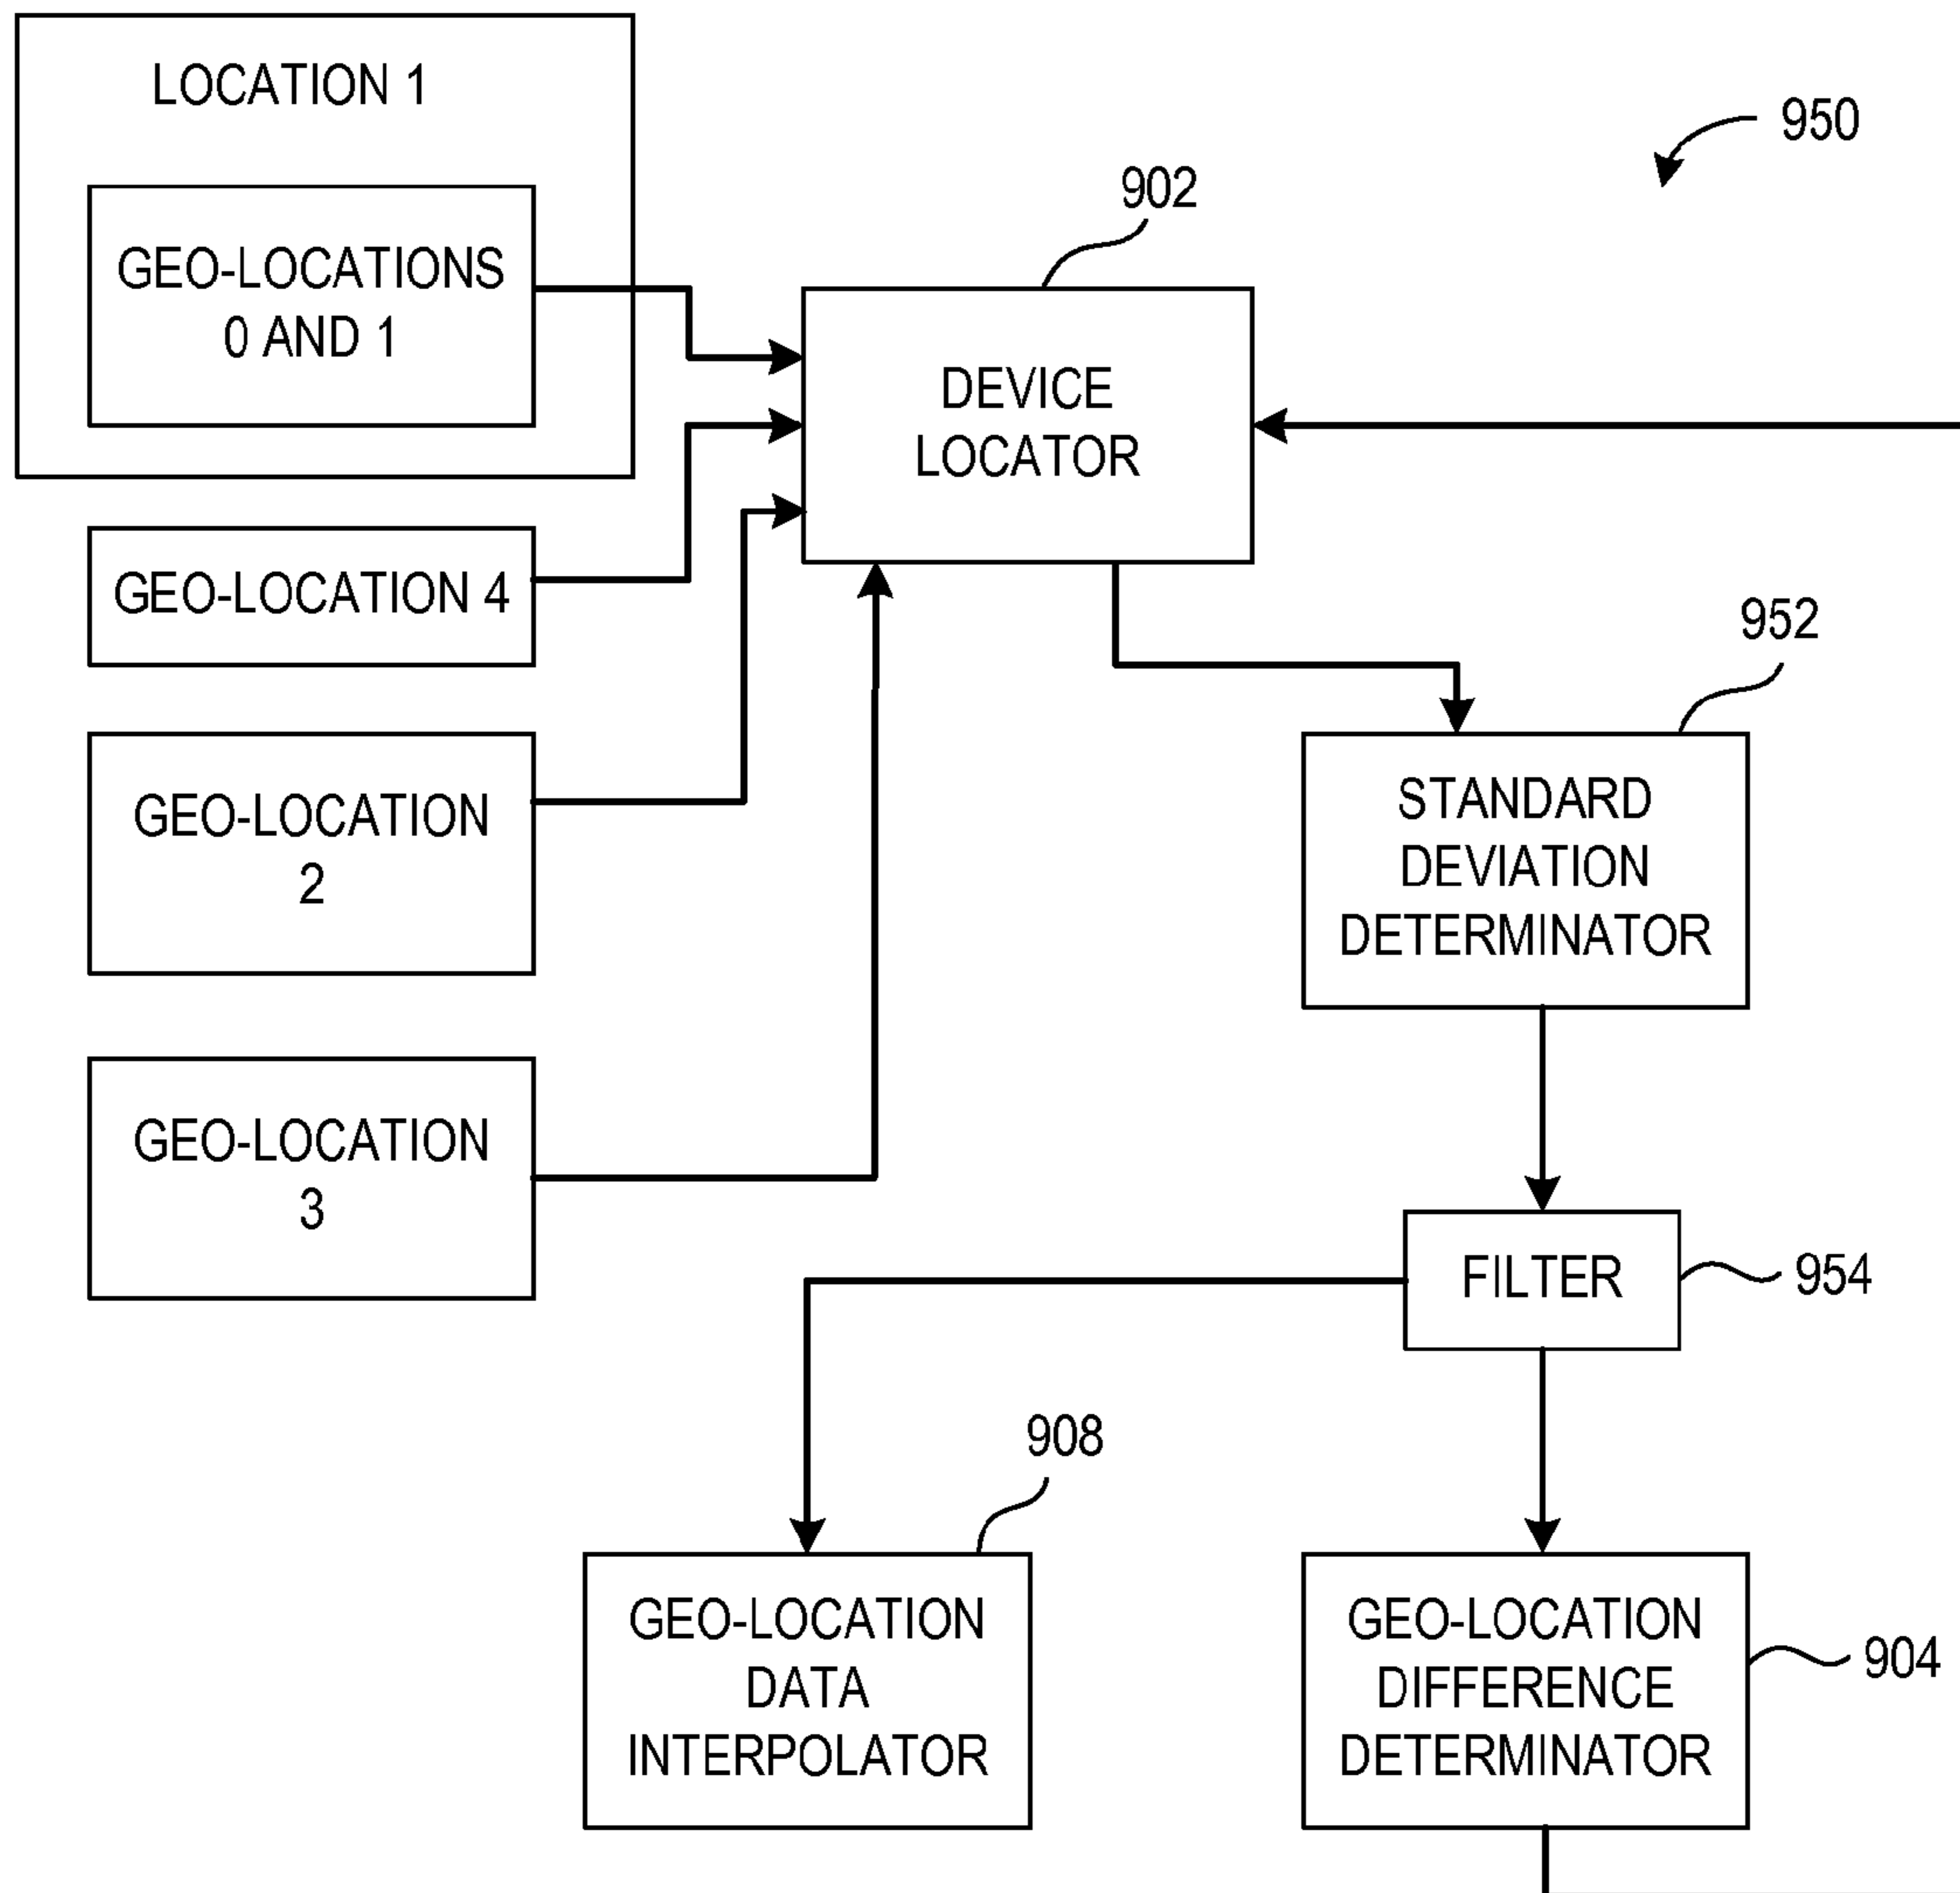 LOCATION 1
950
902
GEO-LOCATIONS
0 AND 1
DEVICE
LOCATOR
GEO-LOCATION 4
952
GEO-LOCATION
2
STANDARD
DEVIATION
DETERMINATOR
GEO-LOCATION
3
FILTER
954
908
GEO-LOCATION
DATA
INTERPOLATOR
GEO-LOCATION
DIFFERENCE
DETERMINATOR
904